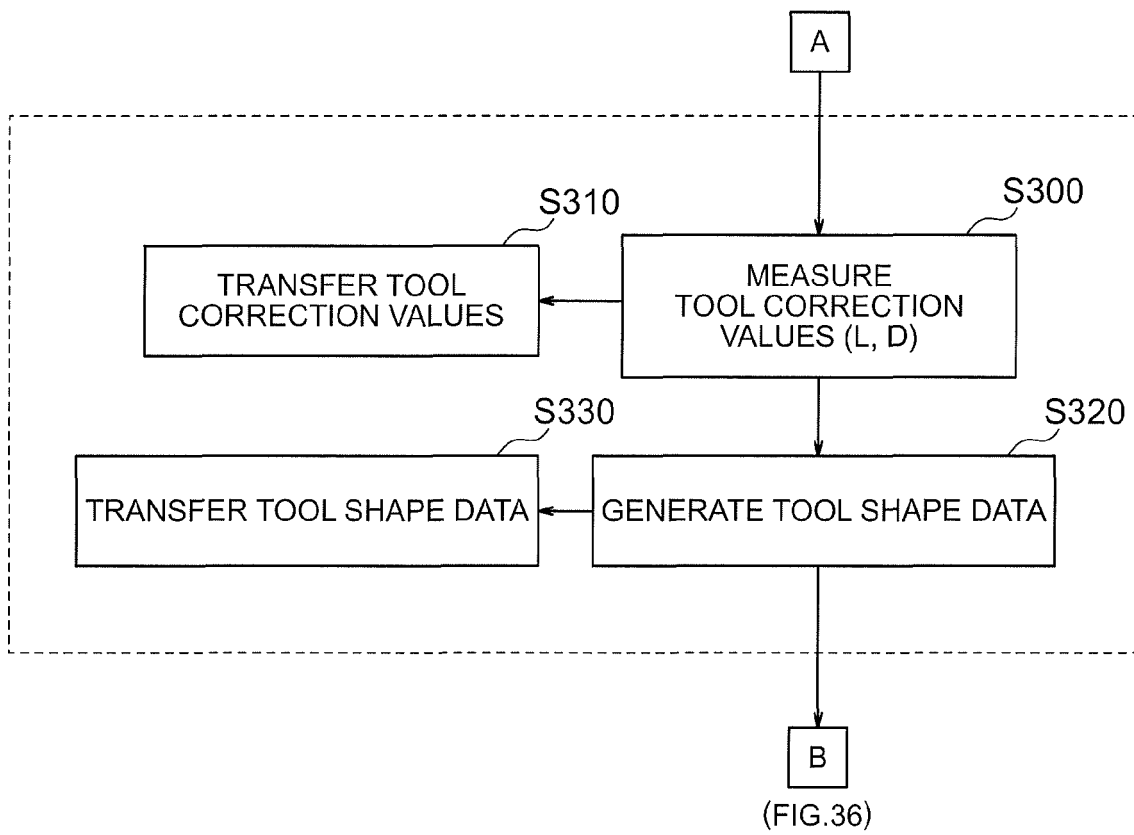 A
S310
S300
TRANSFER TOOL
CORRECTION VALUES
MEASURE
TOOL CORRECTION
VALUES (L, D)
S330
S320
TRANSFER TOOL SHAPE DATA
GENERATE TOOL SHAPE DATA
B
(FIG.36)